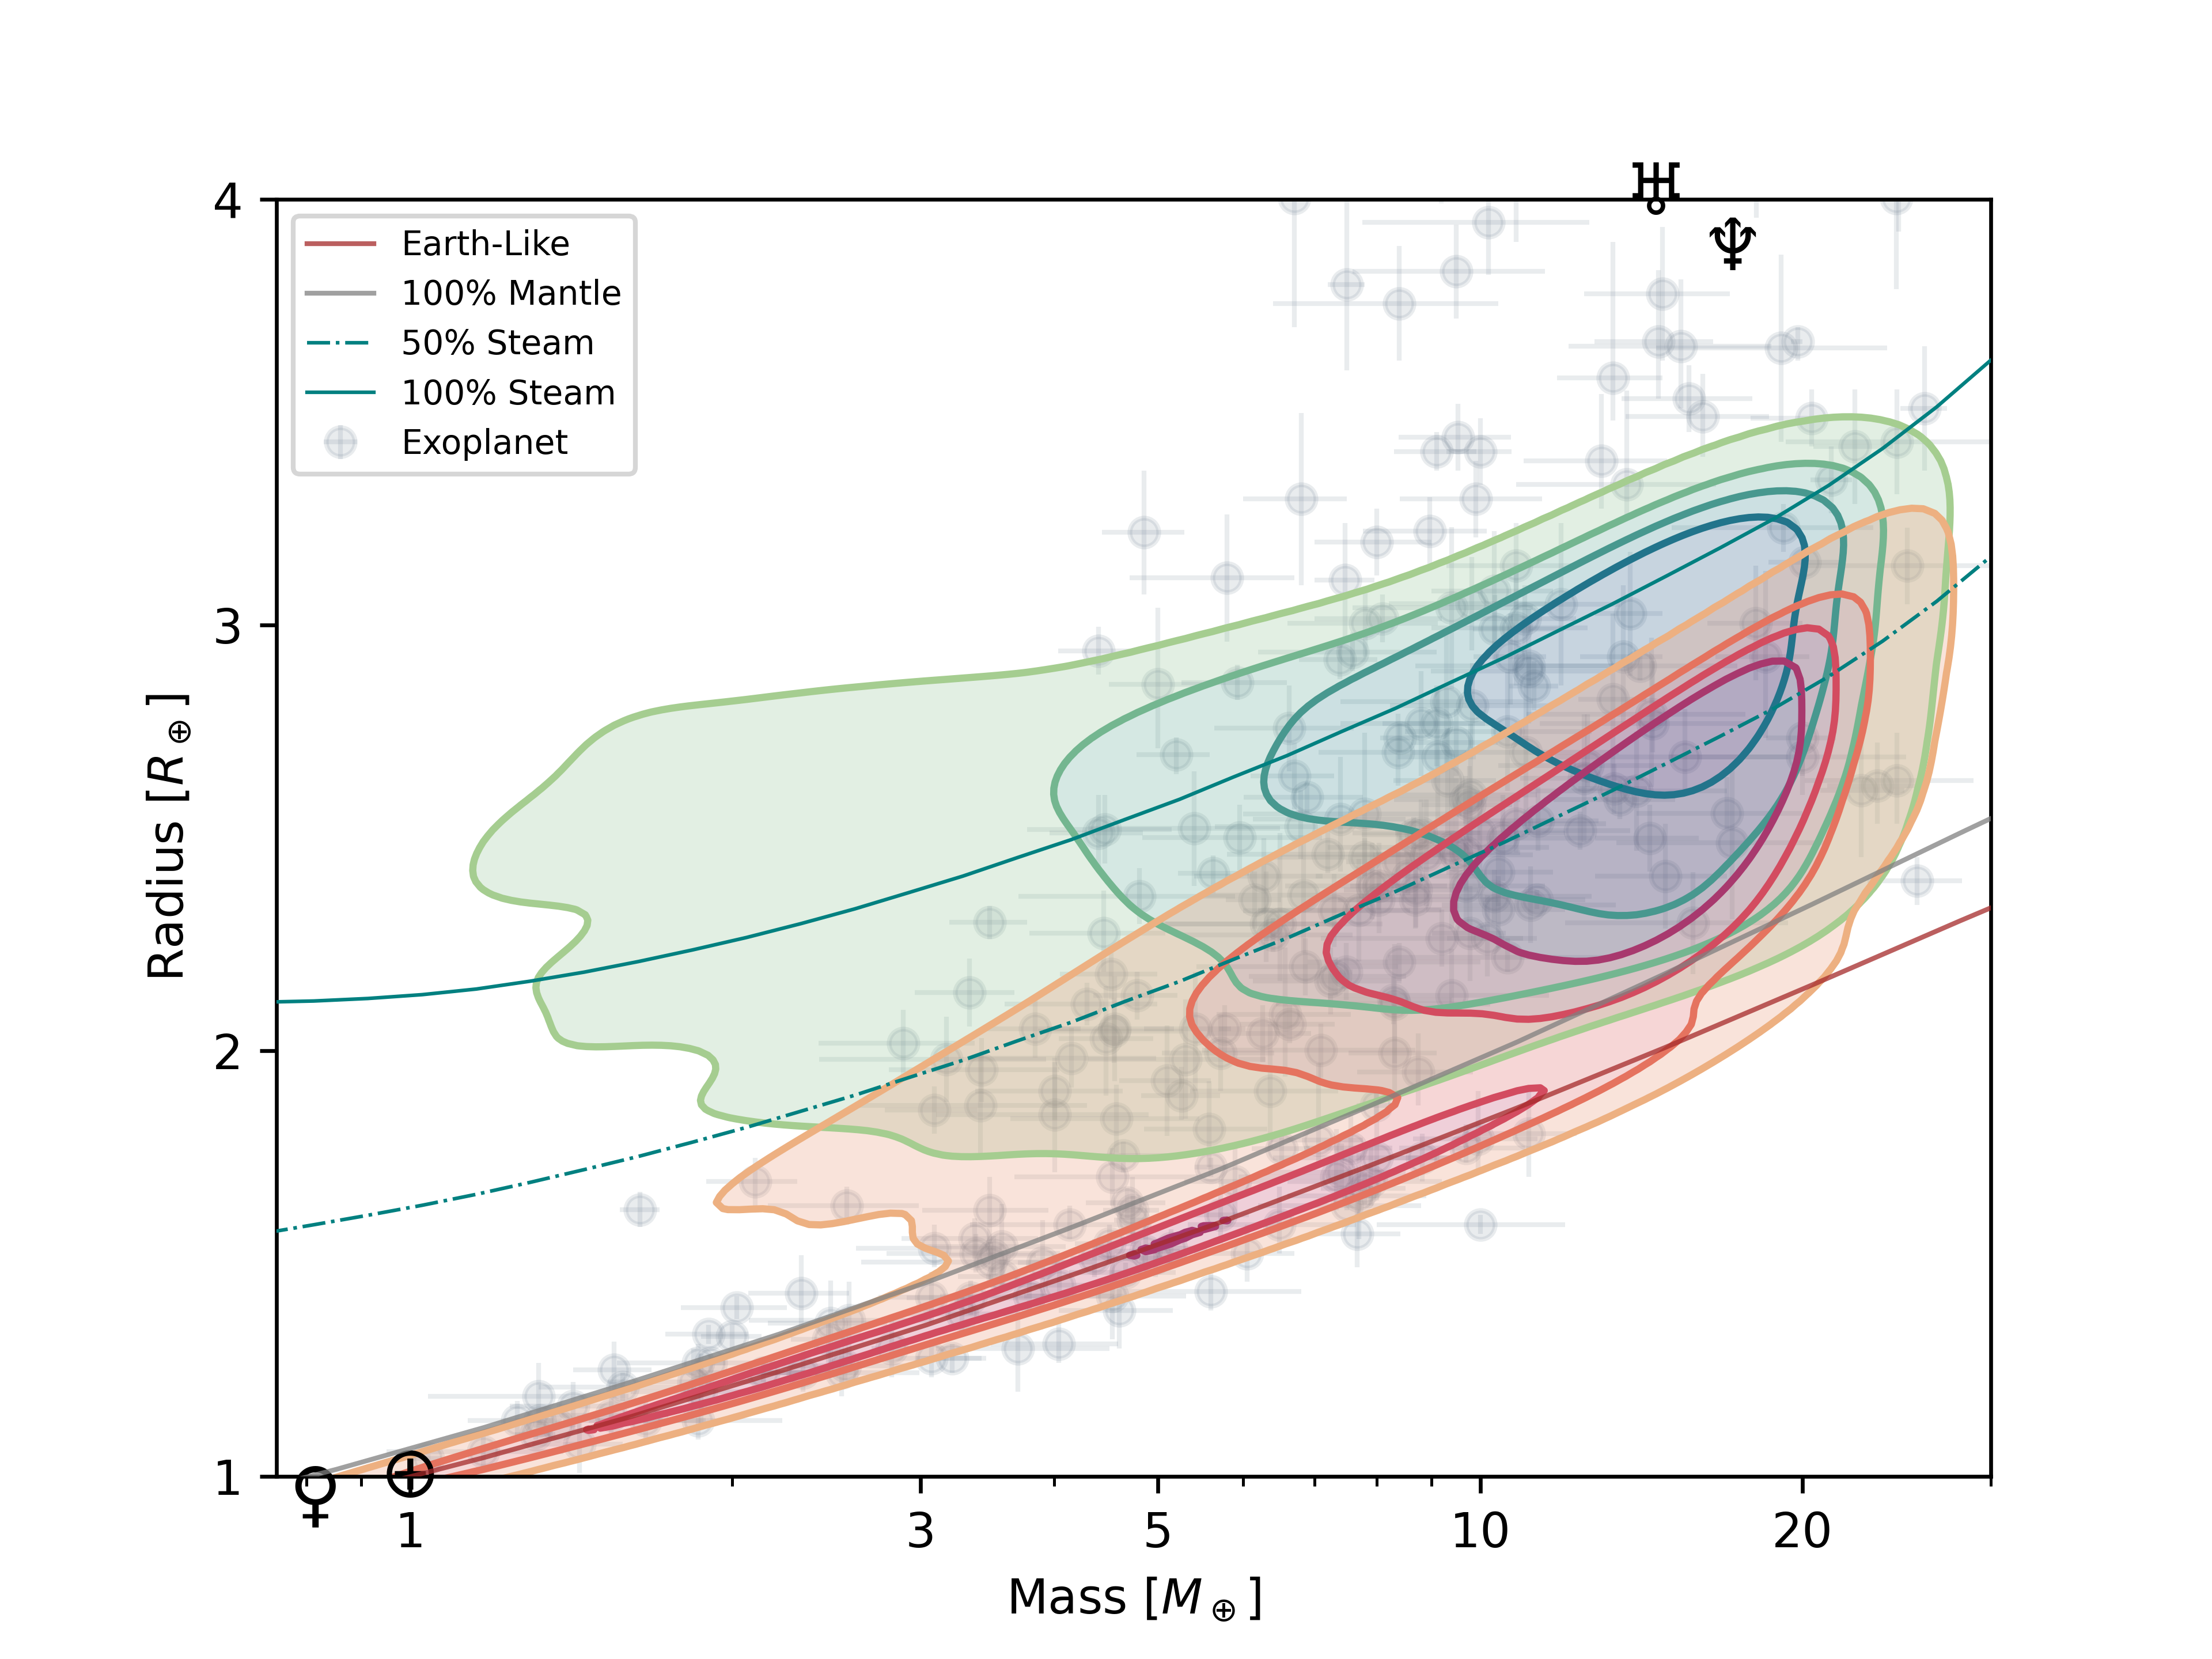 ♅
4
♆
Earth-Like
100% Mantle
50% Steam
100% Steam
Exoplanet
3
Radius [R⊕]
2
1
♀
⊕
1
3
5
10
20
Mass [M⊕]